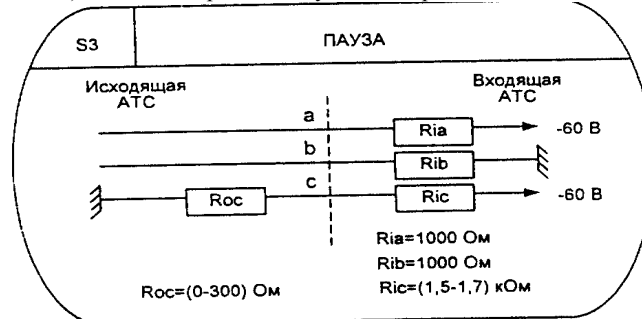 S3 ПАУЗА
Исходящая АТС
Входящая АТС
a Ria -60 В
b Rib
Roc c Ric -60 В
Ria=1000 Ом
Rib=1000 Ом
Roc=(0-300) Ом Ric=(1,5-1,7) кОм